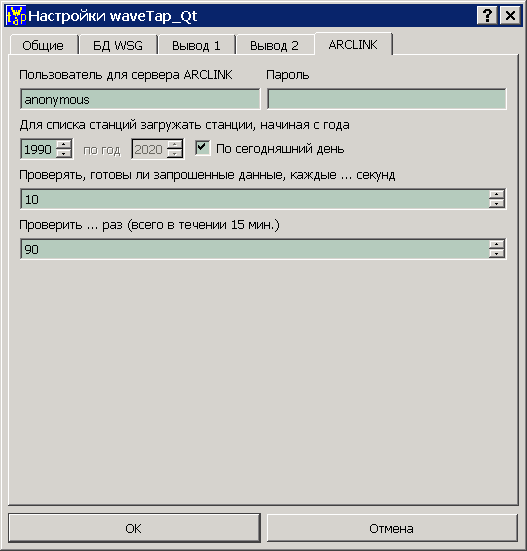 Настройки waveTap_Qt
Общие БД WSG Вывод 1 Вывод 2 ARCLINK
Пользователь для сервера ARCLINK Пароль
anonymous
Для списка станций загружать станции, начиная с года
1990 по год 2020 По сегодняшний день
Проверять, готовы ли запрошенные данные, каждые ... секунд
10
Проверить ... раз (всего в течении 15 мин.)
90
OK Отмена